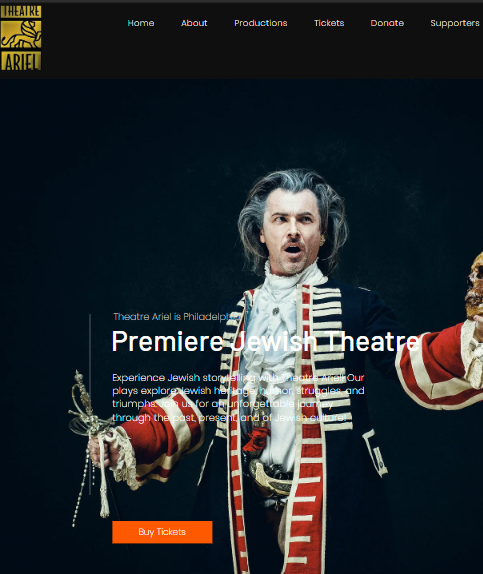 THEATRE
ARIEL
Home About Productions Tickets Donate Supporters
Theatre Ariel is Philadelphia's
Premiere Jewish Theatre
Experience Jewish storytelling with Theatre Ariel! Our
plays explore Jewish heritage, humor, struggles, and
triumphs. Join us for an unforgettable journey
through the past, present, and of Jewish culture!
Buy Tickets